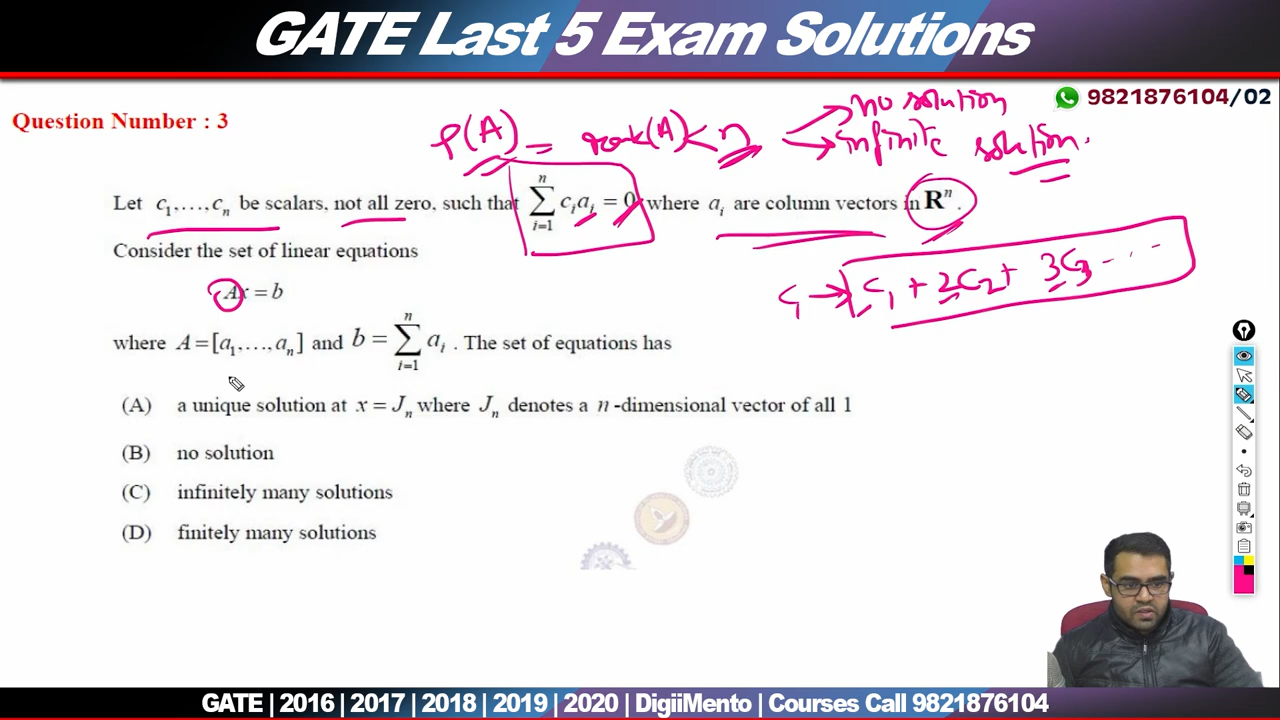 GATE Last 5 Exam Solutions
9821876104/02
Question Number : 3
ρ(A) = rank(A) < n
no solution
infinite solution.
Let c₁,…,cₙ be scalars, not all zero, such that ∑ᵢ₌₁ⁿ cᵢaᵢ = 0 where aᵢ are column vectors in Rⁿ.
Consider the set of linear equations
Ax = b
C₁ → C₁ + 2C₂ + 3C₃ ....
where A = [a₁,…,aₙ] and b = ∑ᵢ₌₁ⁿ aᵢ. The set of equations has
(A) a unique solution at x = Jₙ where Jₙ denotes a n-dimensional vector of all 1
(B) no solution
(C) infinitely many solutions
(D) finitely many solutions
GATE | 2016 | 2017 | 2018 | 2019 | 2020 | DigiiMento | Courses Call 9821876104